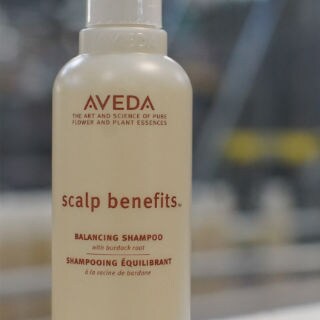 AVEDA
THE ART AND SCIENCE OF PURE
FLOWER AND PLANT ESSENCES
scalp benefits™
BALANCING SHAMPOO
with burdock root
SHAMPOOING ÉQUILIBRANT
à la racine de bardane